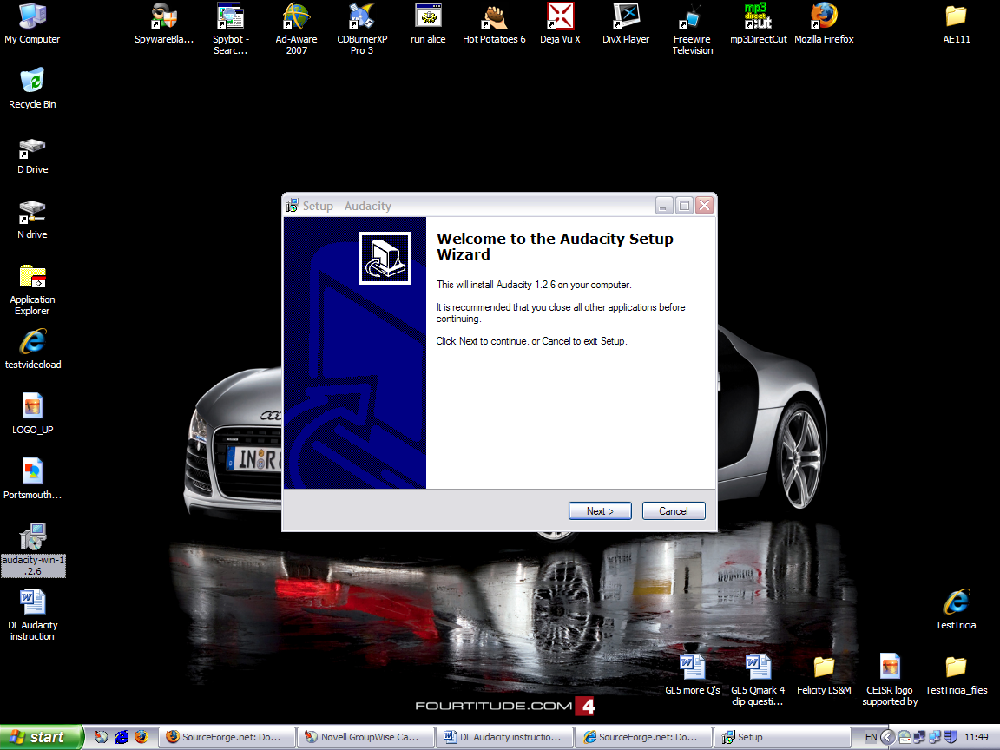 My Computer
SpywareBla...
Spybot -
Searc...
Ad-Aware
2007
CDBurnerXP
Pro 3
run alice
Hot Potatoes 6
Deja Vu X
DivX Player
Freewire
Television
mp3
direct
cut
mp3DirectCut
Mozilla Firefox
AE111
Recycle Bin
D Drive
N drive
Application
Explorer
testvideoload
LOGO_UP
Portsmouth...
audacity-win-1
.2.6
DL Audacity
instruction
Setup - Audacity
Welcome to the Audacity Setup
Wizard
This will install Audacity 1.2.6 on your computer.
It is recommended that you close all other applications before
continuing.
Click Next to continue, or Cancel to exit Setup.
Next >
Cancel
IN R8
TestTricia
GL5 more Q's
GL5 Qmark 4
clip questi...
Felicity LS&M
CEISR logo
supported by
TestTricia_files
FOURTITUDE.COM 4
start
SourceForge.net: Do...
Novell GroupWise Ca...
DL Audacity instructio...
SourceForge.net: Do...
Setup
EN
11:49